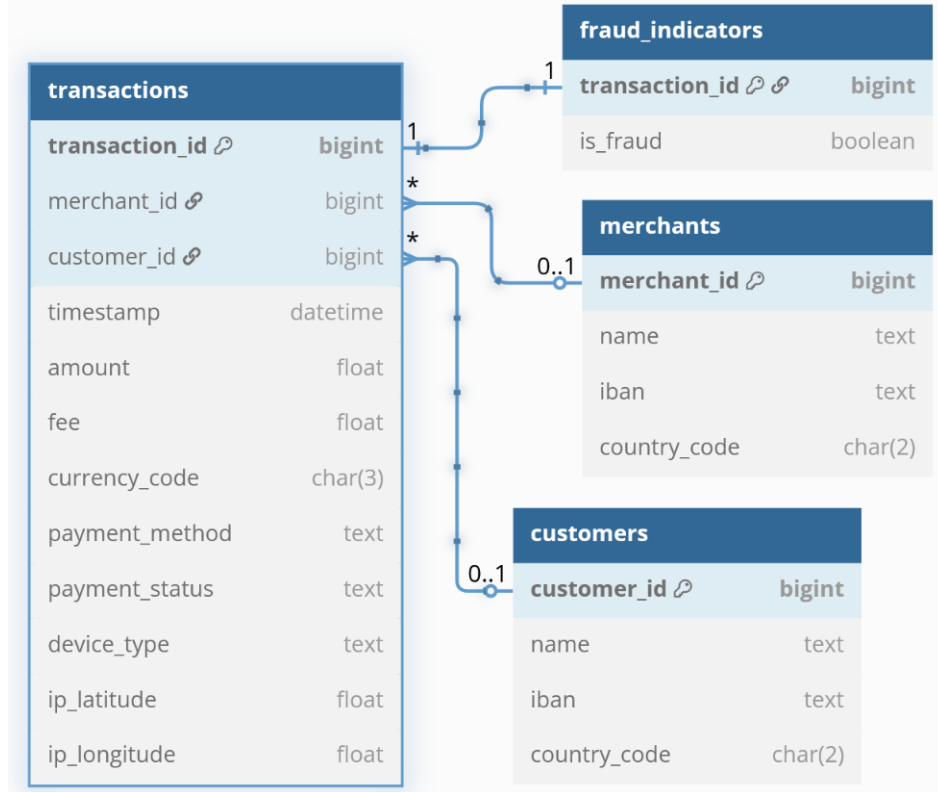 transactions
transaction_id bigint
merchant_id bigint
customer_id bigint
timestamp datetime
amount float
fee float
currency_code char(3)
payment_method text
payment_status text
device_type text
ip_latitude float
ip_longitude float
1
*
*
1
0..1
0..1
fraud_indicators
transaction_id bigint
is_fraud boolean
merchants
merchant_id bigint
name text
iban text
country_code char(2)
customers
customer_id bigint
name text
iban text
country_code char(2)